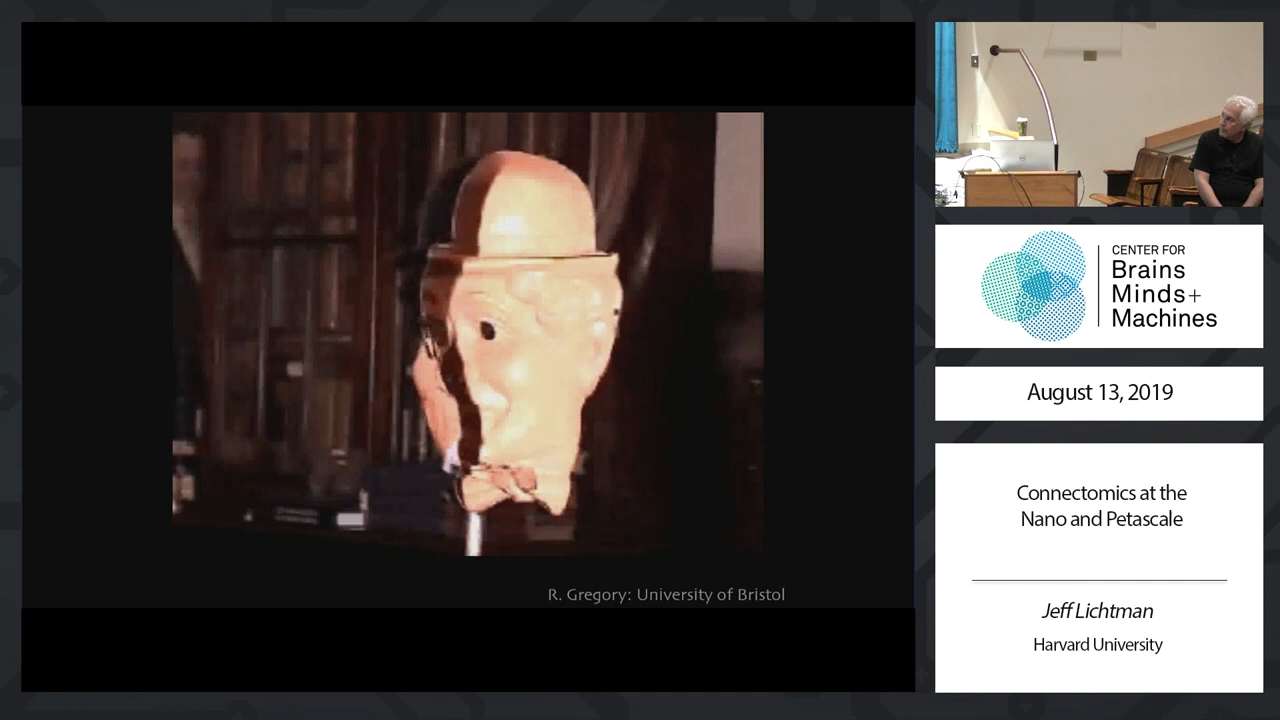 R. Gregory: University of Bristol
CENTER FOR
Brains
Minds+
Machines
August 13, 2019
Connectomics at the
Nano and Petascale
Jeff Lichtman
Harvard University